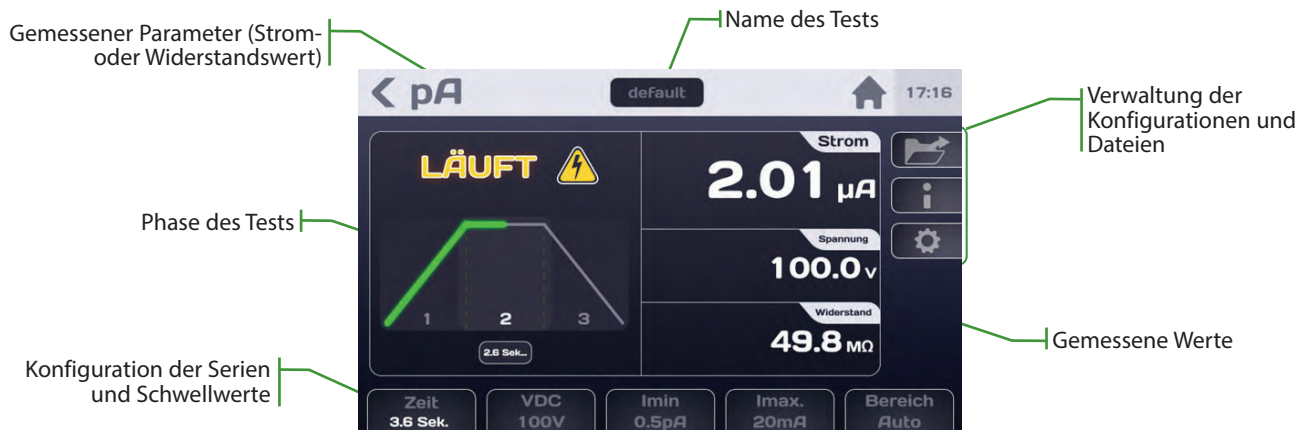 Name des Tests
Gemessener Parameter (Strom-
oder Widerstandswert)
pA
default
17:16
Verwaltung der
Konfigurationen und
Dateien
LÄUFT
Strom
2.01 µA
Phase des Tests
Spannung
100.0 V
1 2 3
2.6 Sek...
Widerstand
49.8 MΩ
Gemessene Werte
Konfiguration der Serien
und Schwellwerte
Zeit
3.6 Sek.
VDC
100V
Imin
0.5pA
Imax.
20mA
Bereich
Auto